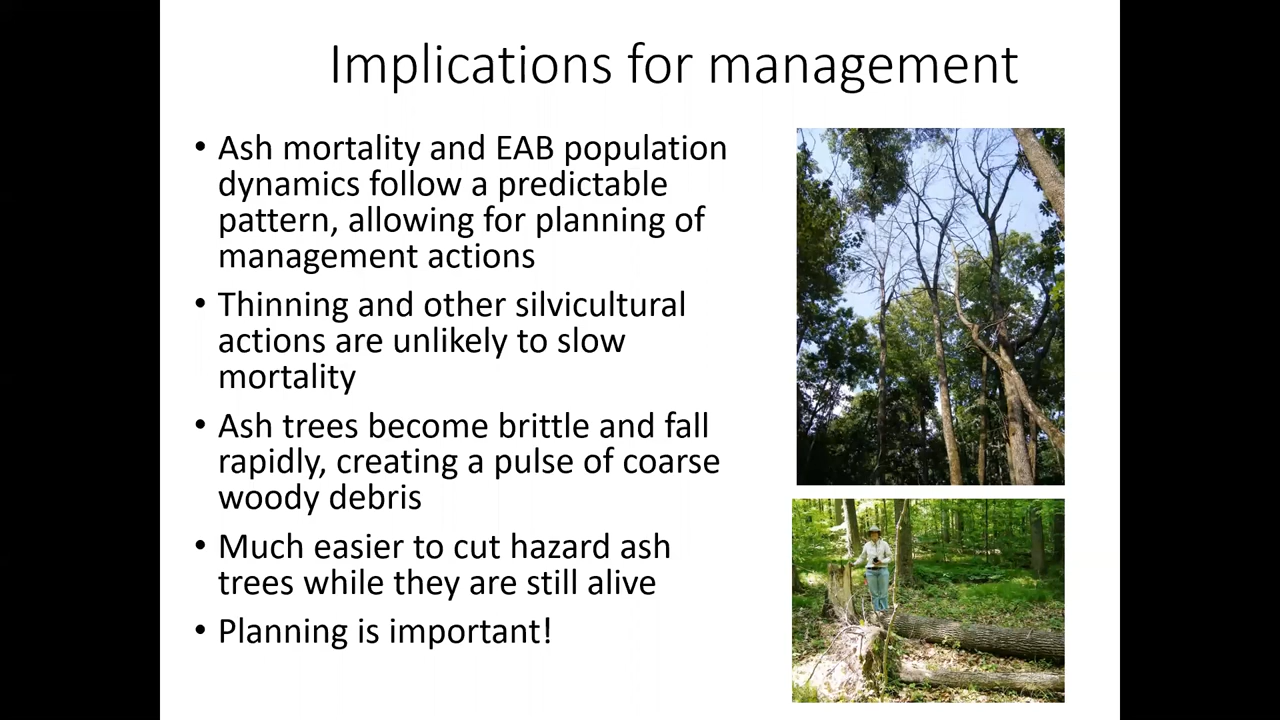 Implications for management
• Ash mortality and EAB population
dynamics follow a predictable
pattern, allowing for planning of
management actions
• Thinning and other silvicultural
actions are unlikely to slow
mortality
• Ash trees become brittle and fall
rapidly, creating a pulse of coarse
woody debris
• Much easier to cut hazard ash
trees while they are still alive
• Planning is important!